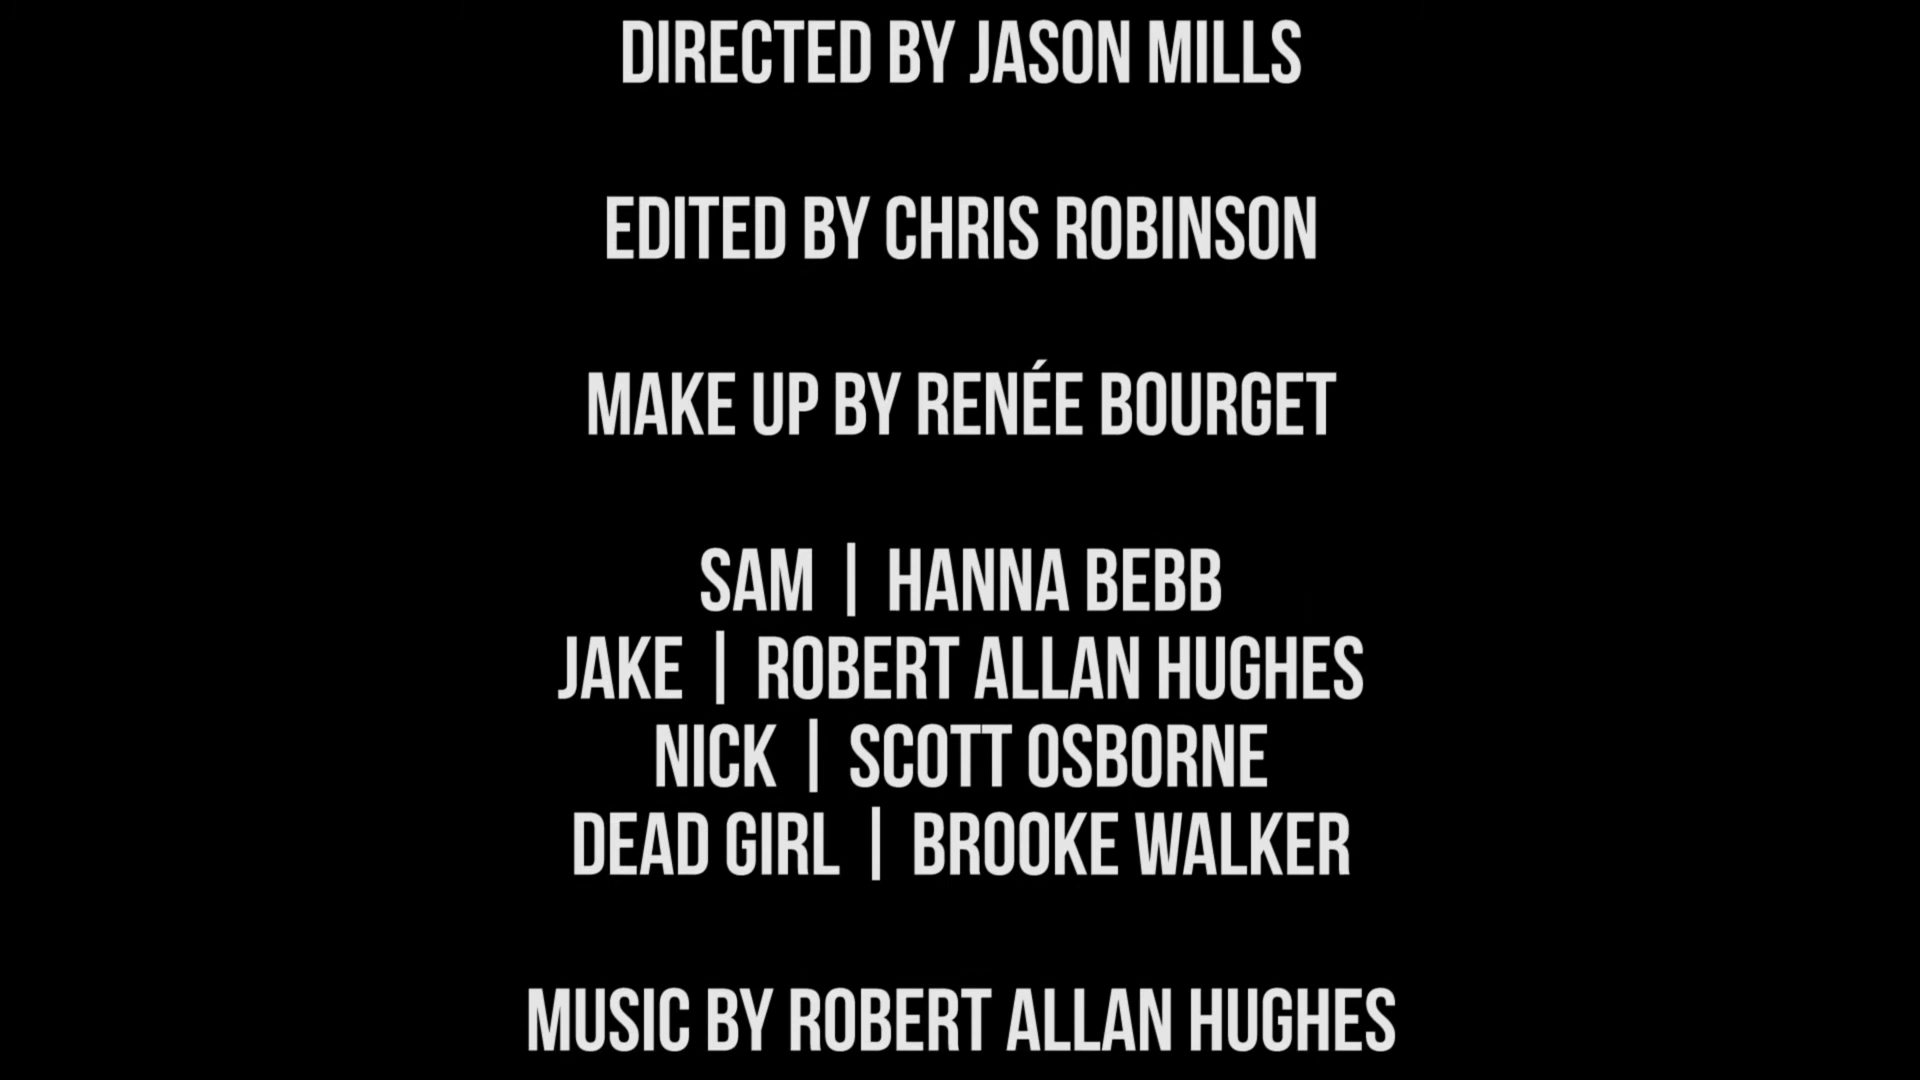 DIRECTED BY JASON MILLS
EDITED BY CHRIS ROBINSON
MAKE UP BY RENÉE BOURGET
SAM | HANNA BEBB
JAKE | ROBERT ALLAN HUGHES
NICK | SCOTT OSBORNE
DEAD GIRL | BROOKE WALKER
MUSIC BY ROBERT ALLAN HUGHES